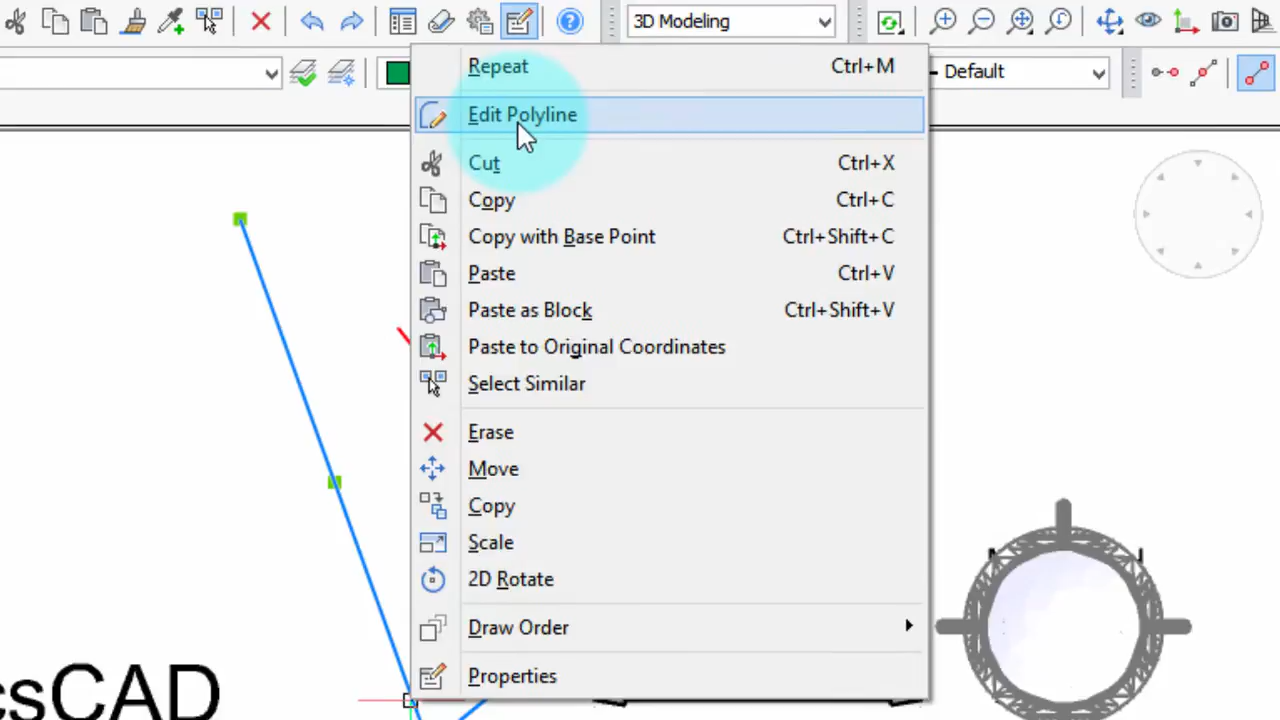 3D Modeling
Default
Repeat Ctrl+M
Edit Polyline
Cut Ctrl+X
Copy Ctrl+C
Copy with Base Point Ctrl+Shift+C
Paste Ctrl+V
Paste as Block Ctrl+Shift+V
Paste to Original Coordinates
Select Similar
Erase
Move
Copy
Scale
2D Rotate
Draw Order
Properties
csCAD